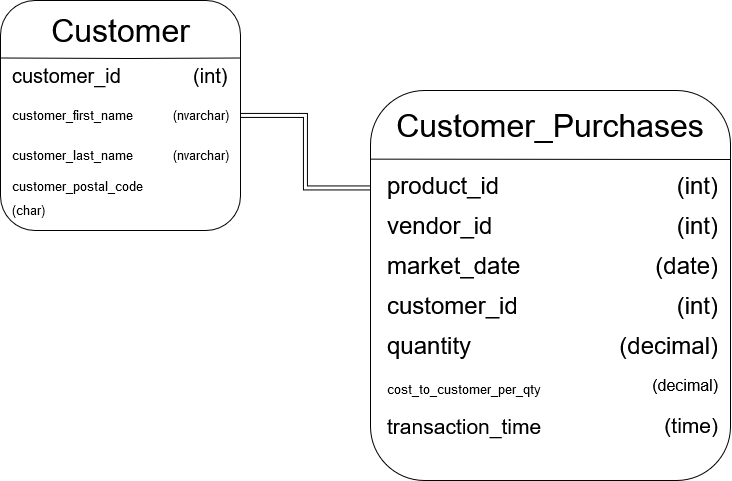 Customer
customer_id (int)
customer_first_name (nvarchar)
customer_last_name (nvarchar)
customer_postal_code
(char)
Customer_Purchases
product_id (int)
vendor_id (int)
market_date (date)
customer_id (int)
quantity (decimal)
cost_to_customer_per_qty (decimal)
transaction_time (time)